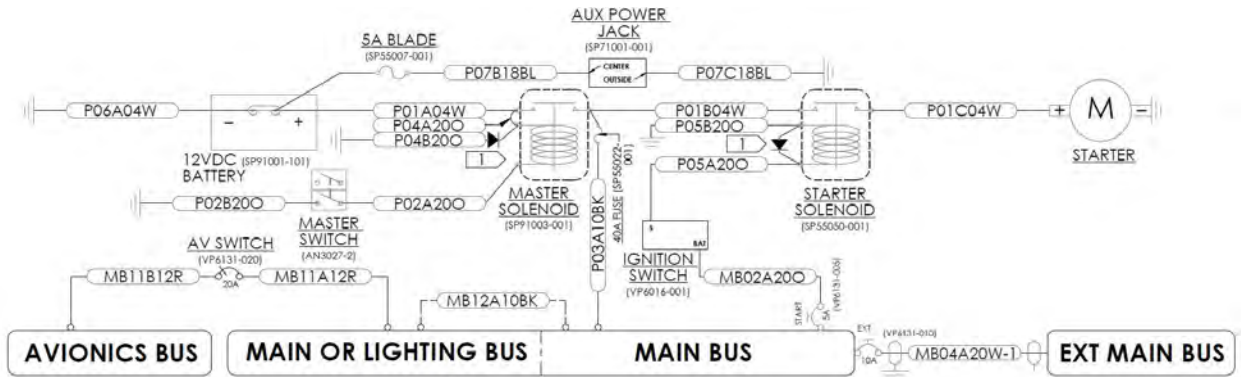 AUX POWER
JACK
(SP71001-001)
5A BLADE
(SP55007-001)
P07B18BL
CENTER
OUTSIDE
P07C18BL
P06A04W
P01A04W
P04A20O
P04B20O
1
P01B04W
P05B20O
1
P05A20O
P01C04W
+
M
-
STARTER
-
+
12VDC (SP91001-101)
BATTERY
P02B20O
P02A20O
MASTER
SWITCH
(AN3027-2)
MASTER
SOLENOID
(SP91003-001)
40A FUSE (SP55022-001)
P03A10BK
STARTER
SOLENOID
(SP55050-001)
S
BAT
IGNITION
SWITCH
(VP6016-001)
MB02A20O
START
5A
(VP6131-005)
AV SWITCH
(VP6131-020)
MB11B12R
20A
MB11A12R
MB12A10BK
EXT
10A
(VP6131-010)
MB04A20W-1
AVIONICS BUS
MAIN OR LIGHTING BUS
MAIN BUS
EXT MAIN BUS